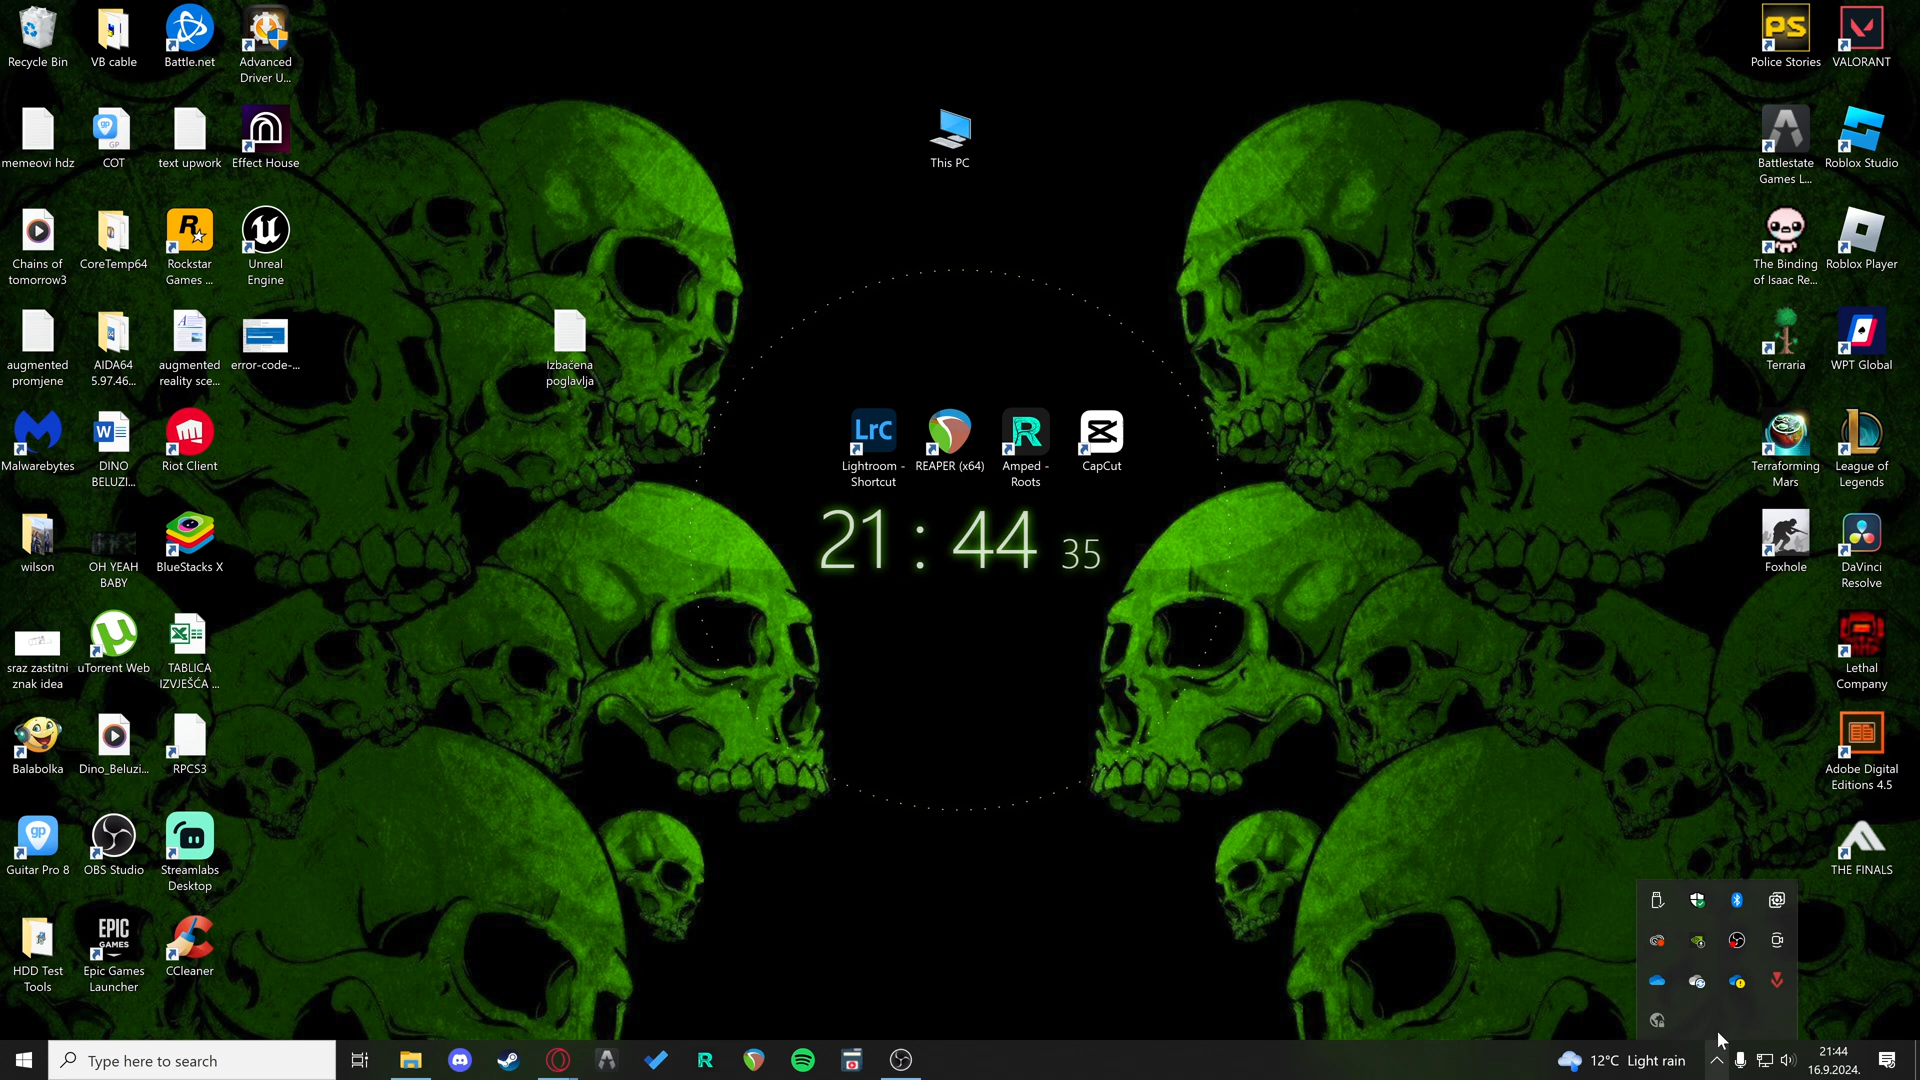 Recycle Bin
VB cable
Battle.net
Advanced
Driver U...
PS
Police Stories
VALORANT
memeovi hdz
GP
COT
text upwork
Effect House
This PC
Battlestate
Games L...
Roblox Studio
Chains of
tomorrow3
CoreTemp64
R
Rockstar
Games ...
Unreal
Engine
The Binding
of Isaac Re...
Roblox Player
augmented
promjene
AIDA64
5.97.46...
augmented
reality sce...
error-code-...
Izbačena
poglavlja
Terraria
WPT Global
Malwarebytes
W
DINO
BELUZI...
Riot Client
LrC
Lightroom -
Shortcut
REAPER (x64)
R
Amped -
Roots
CapCut
Terraforming
Mars
League of
Legends
wilson
OH YEAH
BABY
BlueStacks X
21 : 44 35
Foxhole
DaVinci
Resolve
sraz zastitni
znak idea
uTorrent Web
TABLICA
IZVJEŠĆA ...
Lethal
Company
Balabolka
Dino_Beluzi...
RPCS3
Adobe Digital
Editions 4.5
gp
Guitar Pro 8
OBS Studio
Streamlabs
Desktop
THE FINALS
HDD Test
Tools
EPIC
GAMES
Epic Games
Launcher
CCleaner
Type here to search
12°C Light rain
21:44
16.9.2024.